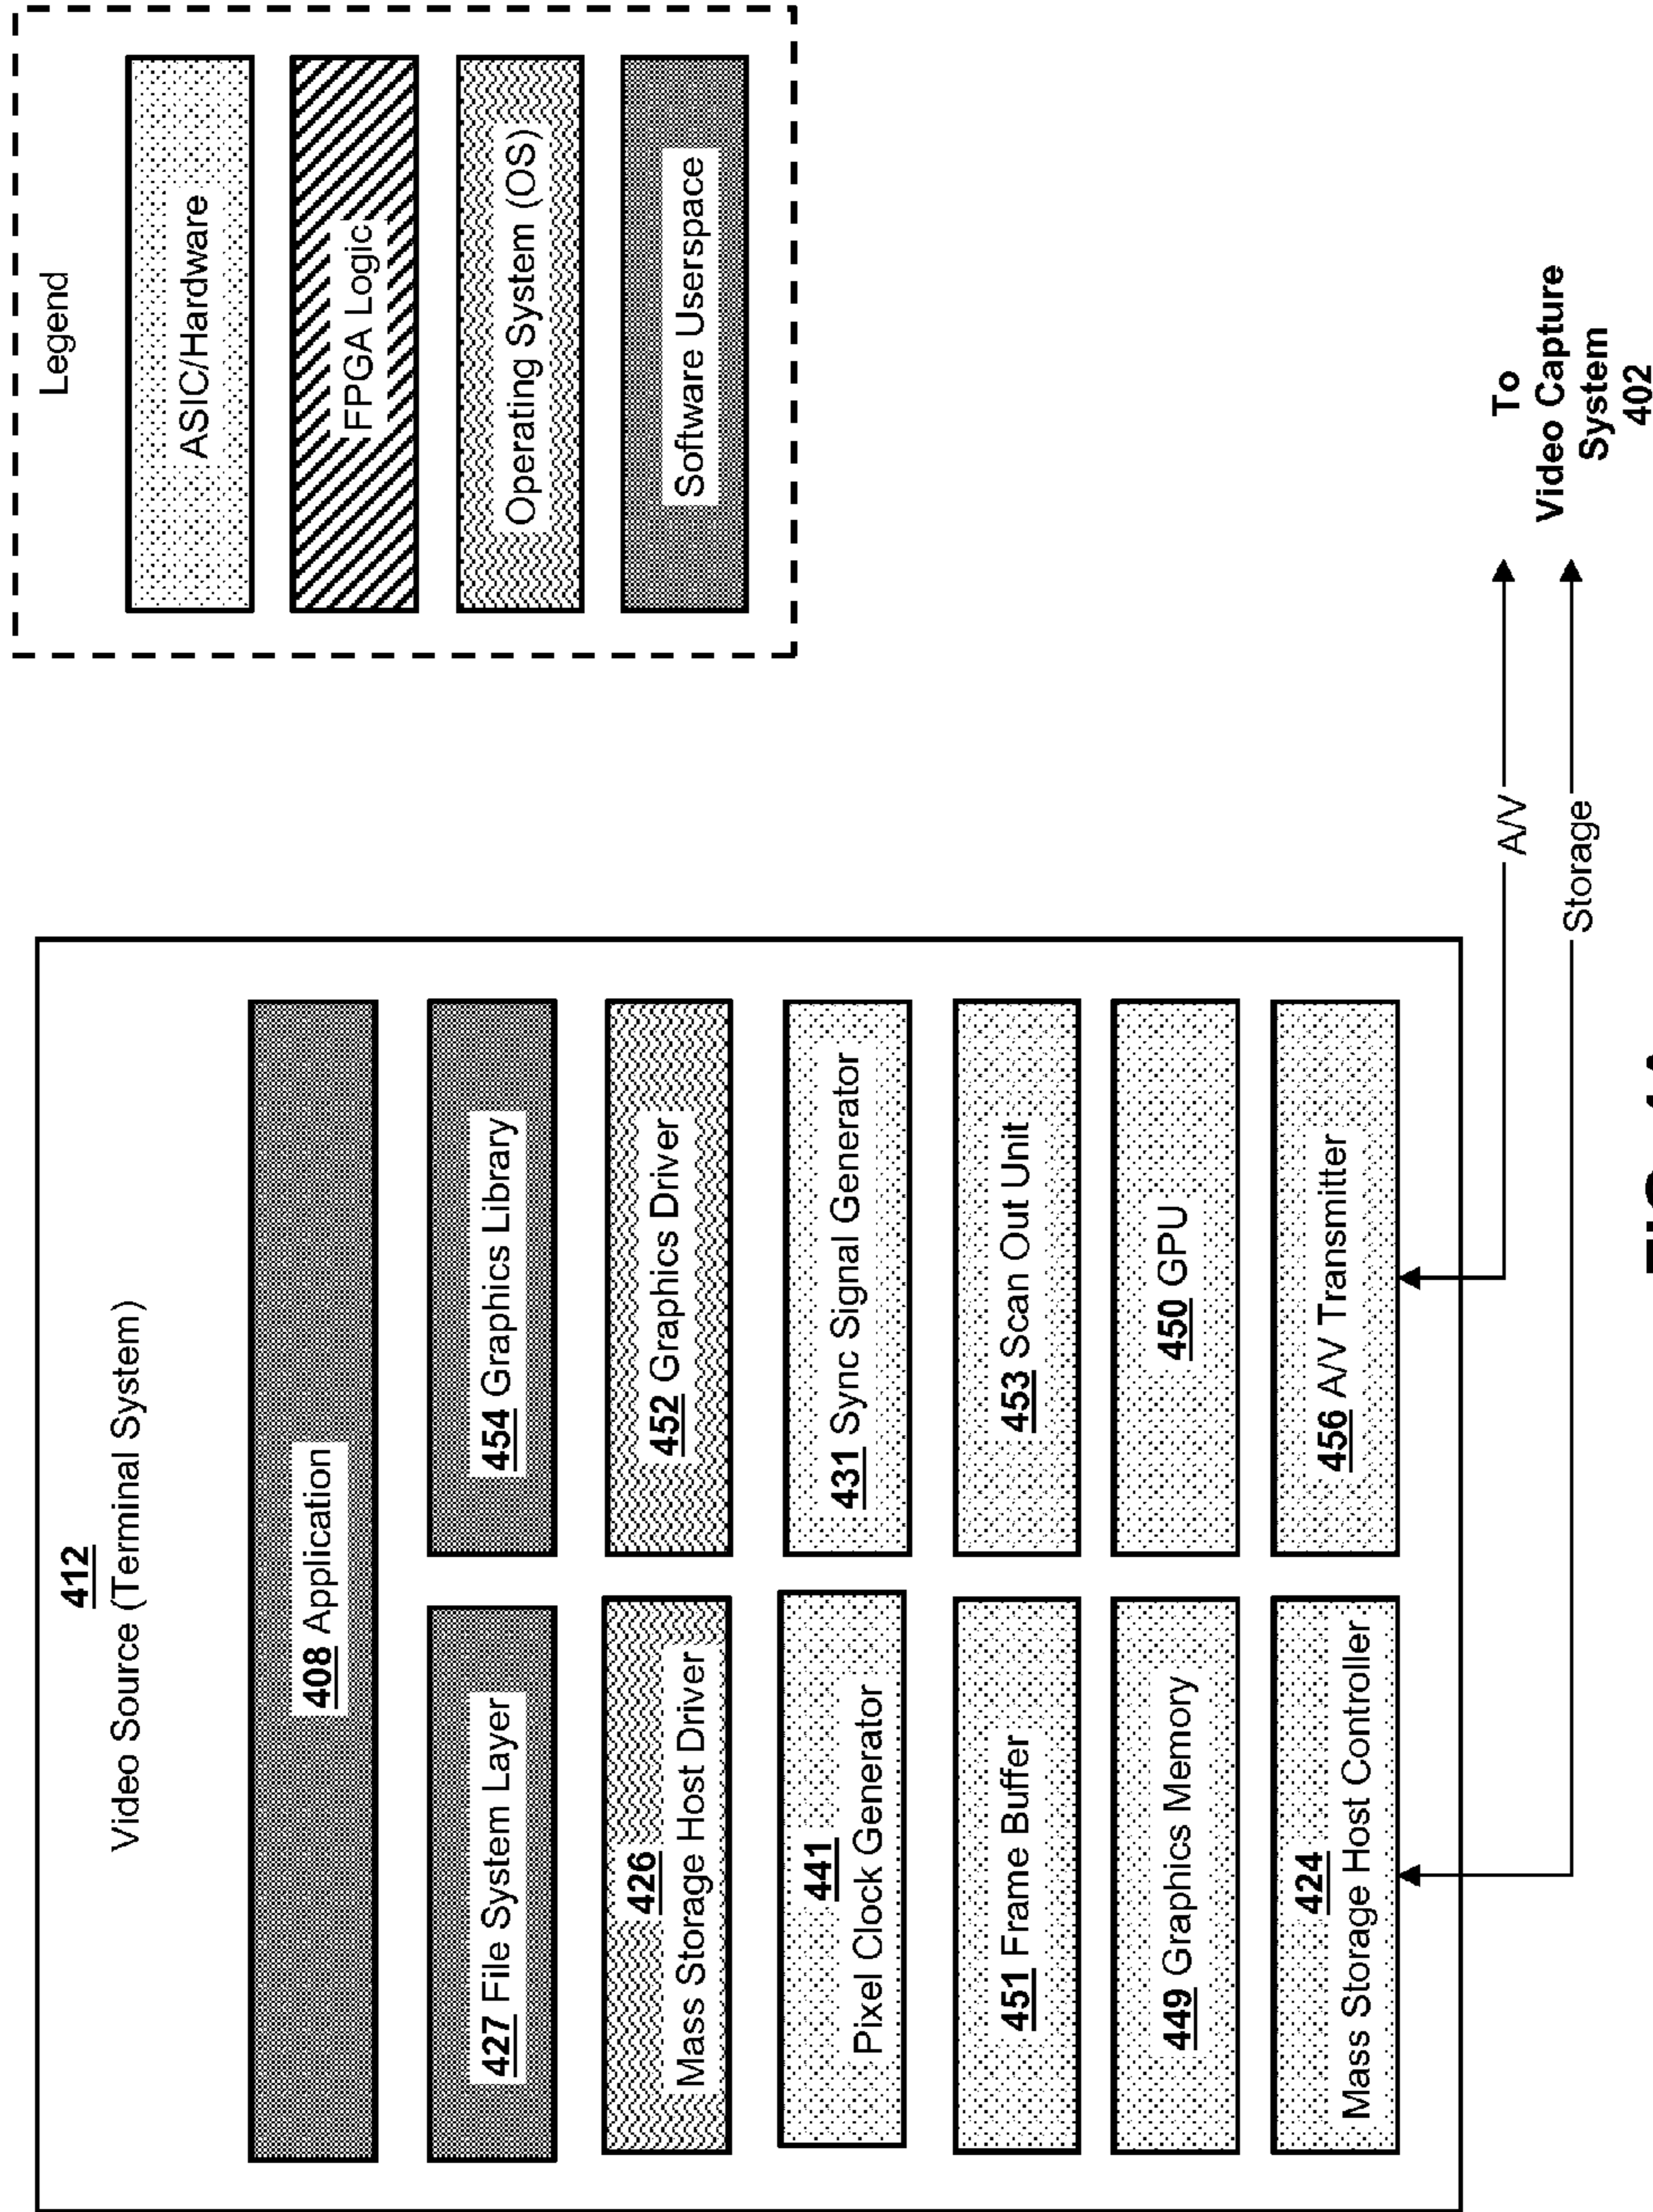 412
Video Source (Terminal System)
408 Application
427 File System Layer
454 Graphics Library
426
Mass Storage Host Driver
452 Graphics Driver
441
Pixel Clock Generator
431 Sync Signal Generator
451 Frame Buffer
453 Scan Out Unit
449 Graphics Memory
450 GPU
424
Mass Storage Host Controller
456 A/V Transmitter
Legend
ASIC/Hardware
FPGA Logic
Operating System (OS)
Software Userspace
A/V
Storage
To
Video Capture
System
402